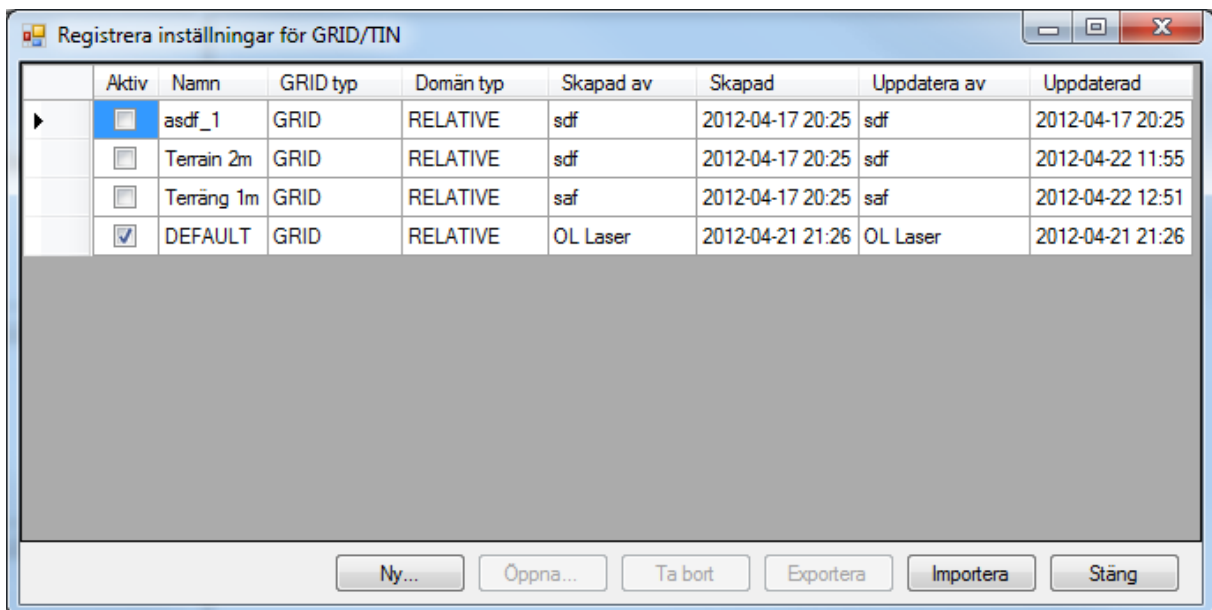 Registrera inställningar för GRID/TIN
Aktiv Namn GRID typ Domän typ Skapad av Skapad Uppdatera av Uppdaterad
asdf_1 GRID RELATIVE sdf 2012-04-17 20:25 sdf 2012-04-17 20:25
Terrain 2m GRID RELATIVE sdf 2012-04-17 20:25 sdf 2012-04-22 11:55
Terräng 1m GRID RELATIVE saf 2012-04-17 20:25 saf 2012-04-22 12:51
DEFAULT GRID RELATIVE OL Laser 2012-04-21 21:26 OL Laser 2012-04-21 21:26
Ny... Öppna... Ta bort Exportera Importera Stäng